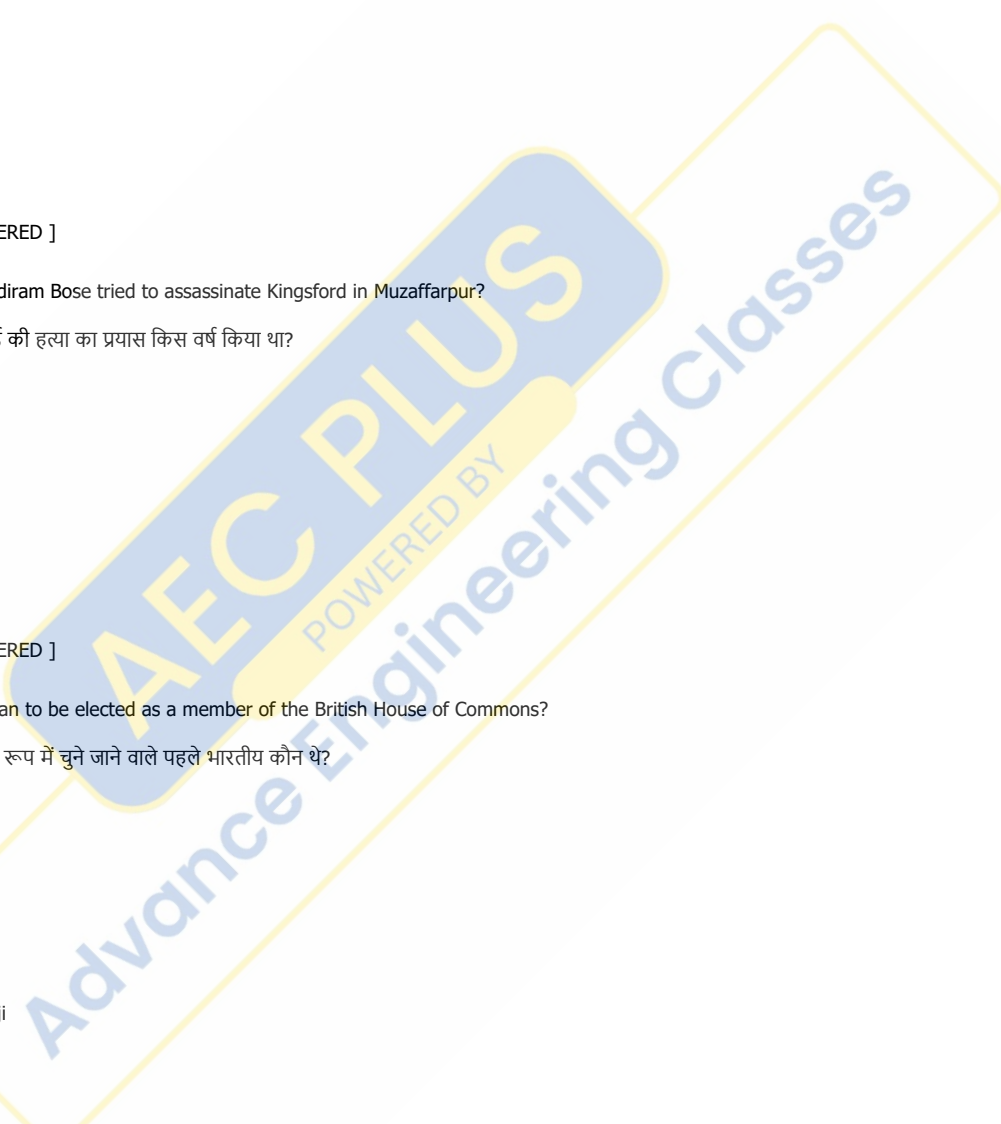 ERED ]
diram Bose tried to assassinate Kingsford in Muzaffarpur?
की हत्या का प्रयास किस वर्ष किया था?
ERED ]
an to be elected as a member of the British House of Commons?
रूप में चुने जाने वाले पहले भारतीय कौन थे?
ji
AEC PLUS
POWERED BY
Advance Engineering Classes